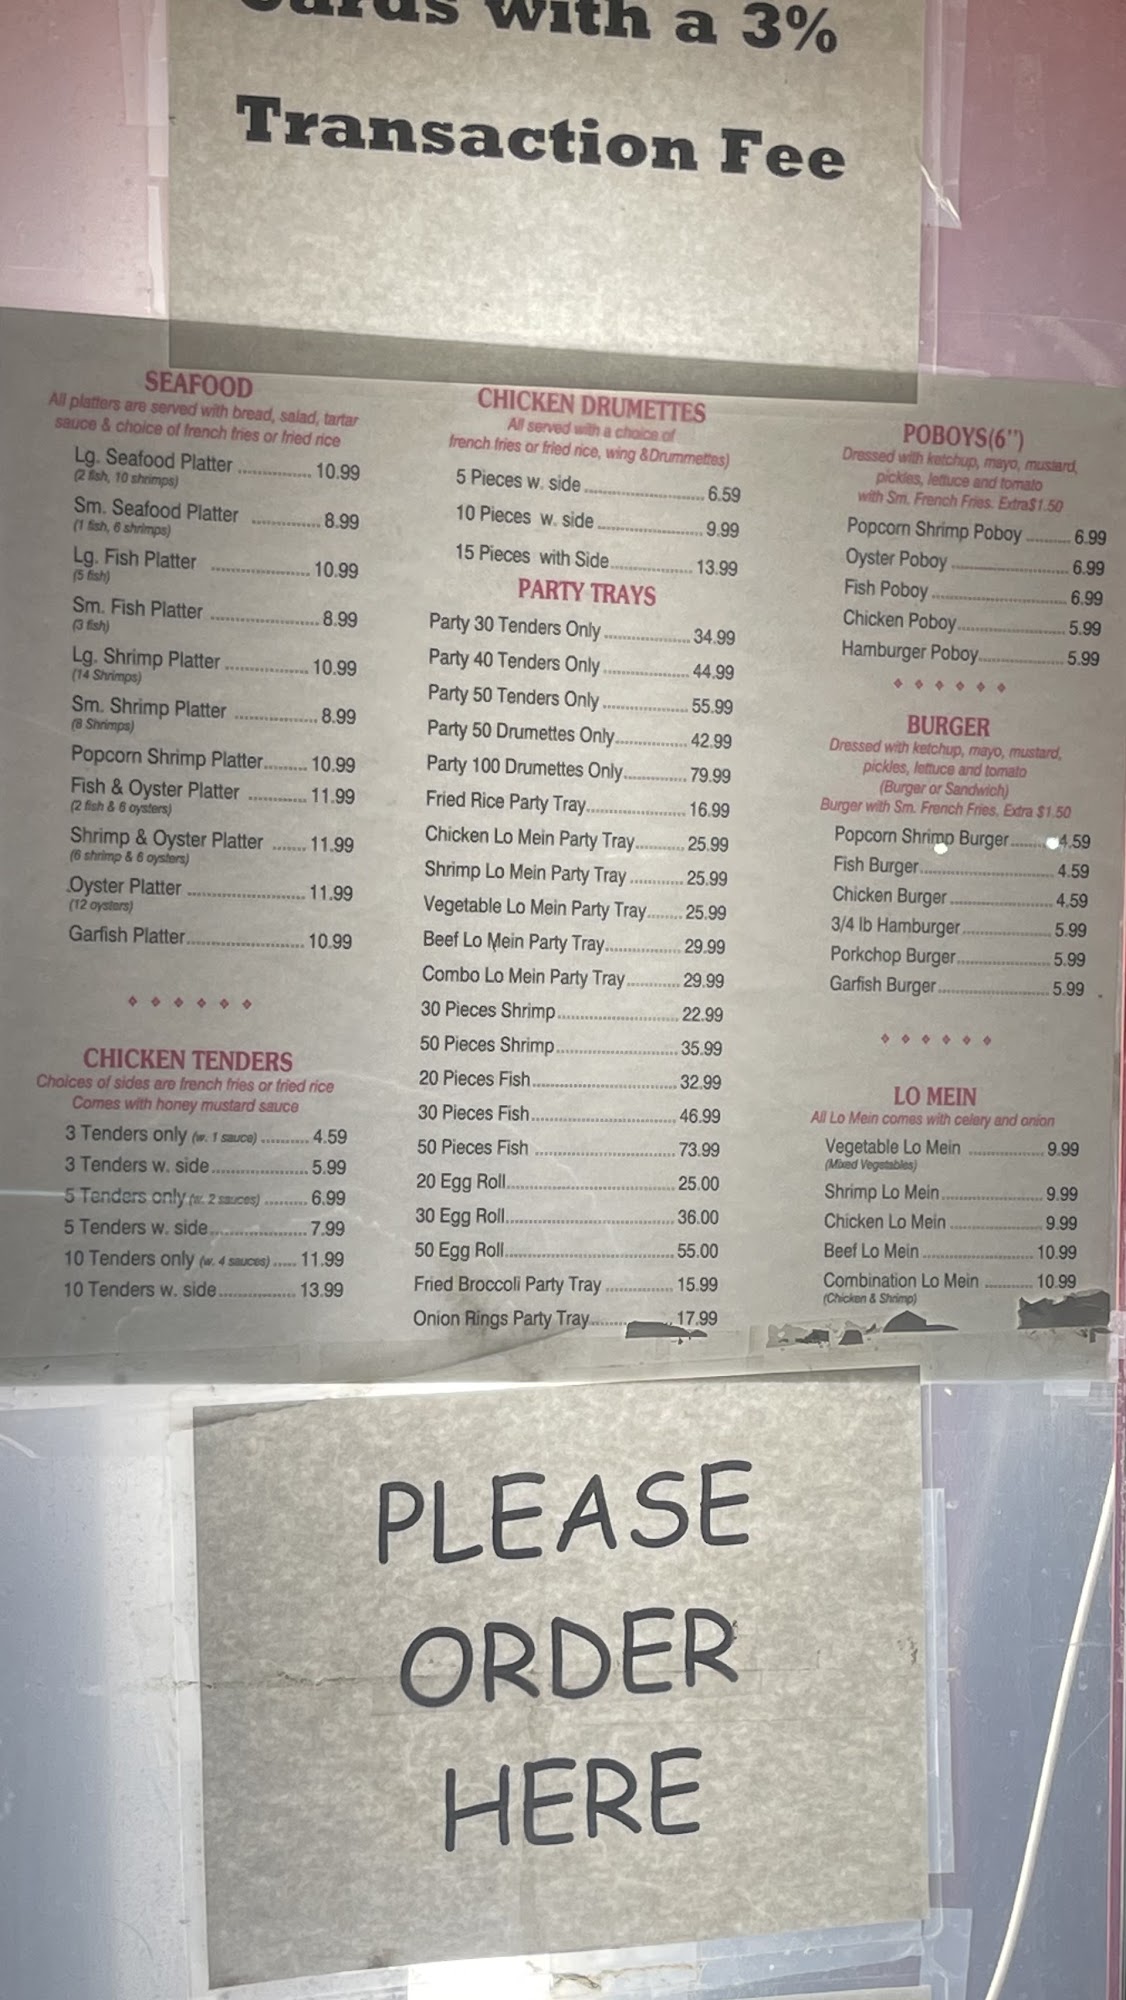 with a 3%
Transaction Fee
SEAFOOD
All platters are served with bread, salad, tartar
sauce & choice of french fries or fried rice
Lg. Seafood Platter .............. 10.99
(2 fish, 10 shrimps)
Sm. Seafood Platter ............. 8.99
(1 fish, 6 shrimps)
Lg. Fish Platter ................... 10.99
(5 fish)
Sm. Fish Platter ..................... 8.99
(3 fish)
Lg. Shrimp Platter ................ 10.99
(14 Shrimps)
Sm. Shrimp Platter ................ 8.99
(8 Shrimps)
Popcorn Shrimp Platter......... 10.99
Fish & Oyster Platter ........... 11.99
(2 fish & 6 oysters)
Shrimp & Oyster Platter ....... 11.99
(6 shrimp & 6 oysters)
Oyster Platter ...................... 11.99
(12 oysters)
Garfish Platter....................... 10.99
CHICKEN TENDERS
Choices of sides are french fries or fried rice
Comes with honey mustard sauce
3 Tenders only (w. 1 sauce) .......... 4.59
3 Tenders w. side................... 5.99
5 Tenders only (w. 2 sauces) ......... 6.99
5 Tenders w. side................... 7.99
10 Tenders only (w. 4 sauces) ..... 11.99
10 Tenders w. side................ 13.99
CHICKEN DRUMETTES
All served with a choice of
french fries or fried rice, wing &Drummettes)
5 Pieces w. side ........................ 6.59
10 Pieces w. side ..................... 9.99
15 Pieces with Side................ 13.99
PARTY TRAYS
Party 30 Tenders Only ................ 34.99
Party 40 Tenders Only ................ 44.99
Party 50 Tenders Only ................ 55.99
Party 50 Drumettes Only.............. 42.99
Party 100 Drumettes Only............ 79.99
Fried Rice Party Tray................... 16.99
Chicken Lo Mein Party Tray.......... 25.99
Shrimp Lo Mein Party Tray ........... 25.99
Vegetable Lo Mein Party Tray....... 25.99
Beef Lo Mein Party Tray............... 29.99
Combo Lo Mein Party Tray........... 29.99
30 Pieces Shrimp........................ 22.99
50 Pieces Shrimp........................ 35.99
20 Pieces Fish............................ 32.99
30 Pieces Fish............................ 46.99
50 Pieces Fish ........................... 73.99
20 Egg Roll................................. 25.00
30 Egg Roll................................. 36.00
50 Egg Roll................................. 55.00
Fried Broccoli Party Tray ............. 15.99
Onion Rings Party Tray................ 17.99
POBOYS(6")
Dressed with ketchup, mayo, mustard,
pickles, lettuce and tomato
with Sm. French Fries. Extra$1.50
Popcorn Shrimp Poboy .......... 6.99
Oyster Poboy ........................ 6.99
Fish Poboy ............................ 6.99
Chicken Poboy....................... 5.99
Hamburger Poboy.................. 5.99
BURGER
Dressed with ketchup, mayo, mustard,
pickles, lettuce and tomato
(Burger or Sandwich)
Burger with Sm. French Fries, Extra $1.50
Popcorn Shrimp Burger.......... 4.59
Fish Burger............................. 4.59
Chicken Burger ...................... 4.59
3/4 lb Hamburger................... 5.99
Porkchop Burger.................... 5.99
Garfish Burger........................ 5.99
LO MEIN
All Lo Mein comes with celery and onion
Vegetable Lo Mein ................ 9.99
(Mixed Vegetables)
Shrimp Lo Mein...................... 9.99
Chicken Lo Mein .................... 9.99
Beef Lo Mein ........................ 10.99
Combination Lo Mein ........... 10.99
(Chicken & Shrimp)
PLEASE
ORDER
HERE